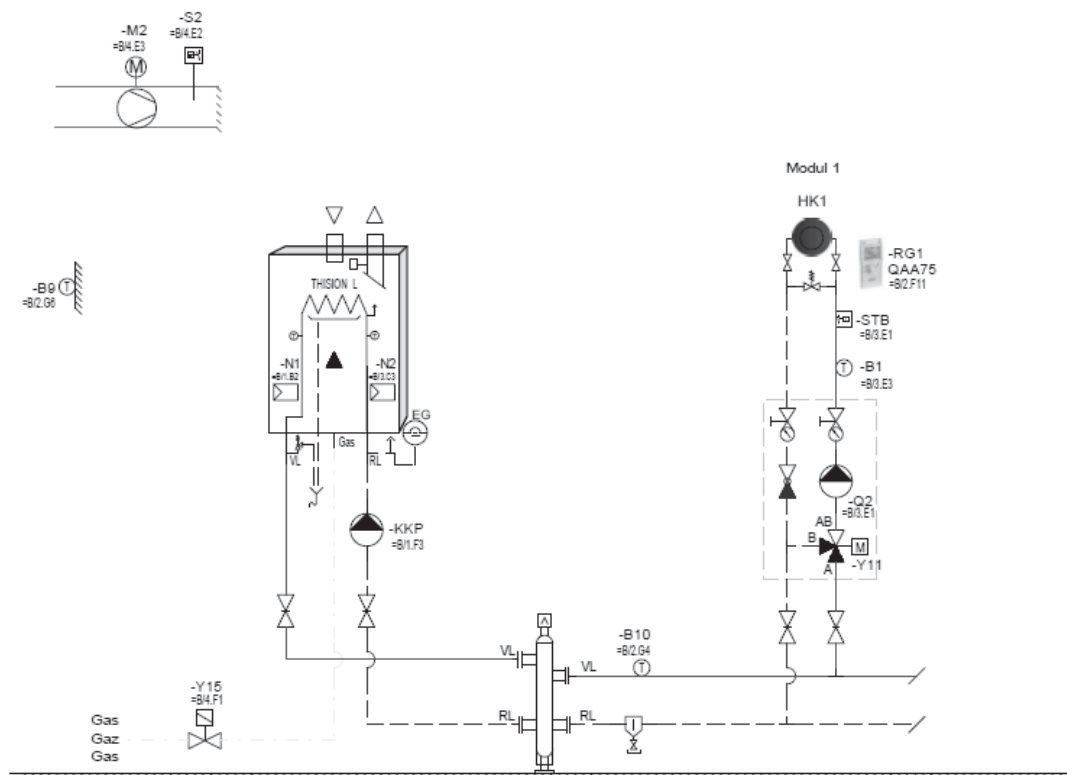 -S2
=B/4.E2
-M2
=B/4.E3
M
Modul 1
HK1
-RG1
QAA75
=B/2.F11
-B9
=B/2.G6
T
THISION L
-STB
=B/3.E1
T
T
-N1
=B/1.B2
-N2
=B/3.C3
T
-B1
=B/3.E3
EG
Gas
VL
RL
-Q2
=B/3.E1
-KKP
=B/1.F3
AB
B
M
-Y11
A
A
-B10
=B/2.G4
VL
VL
T
-Y15
=B/4.F1
RL
RL
Gas
Gaz
Gas